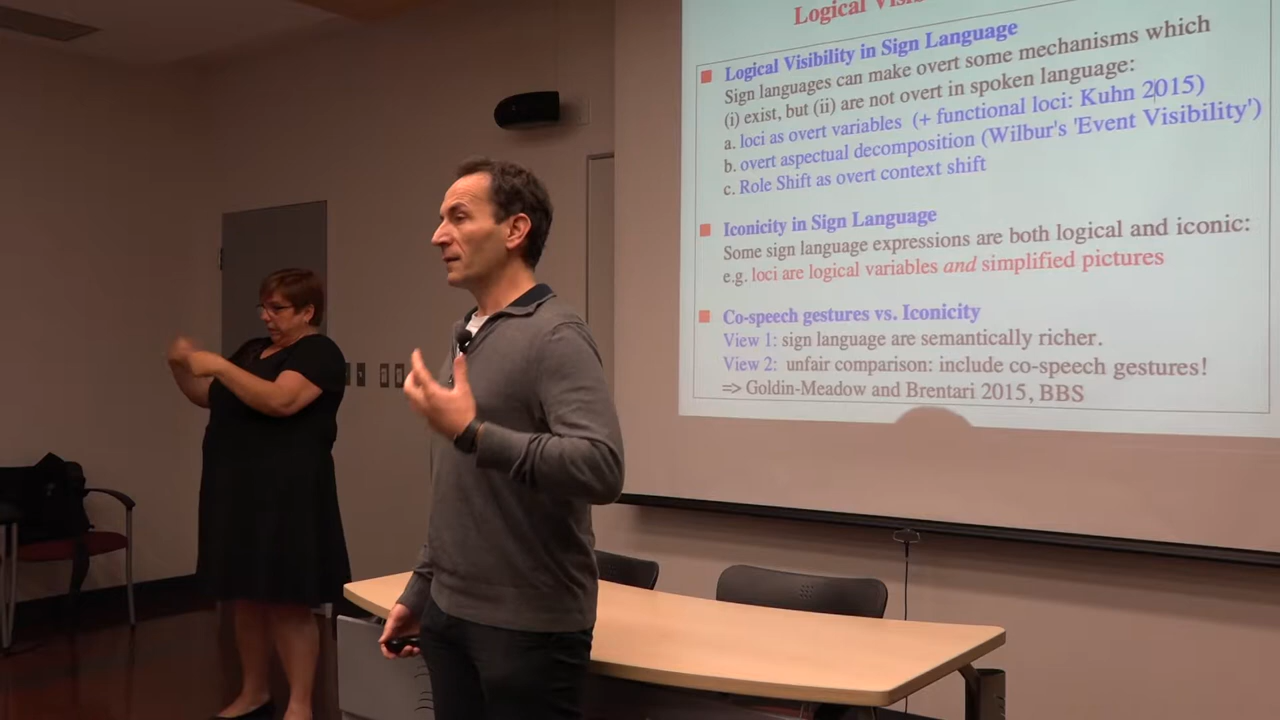 Logical
Logical Visibility in Sign Language
Sign languages can make overt some mechanisms which
(i) exist, but (ii) are not overt in spoken language:
a. loci as overt variables (+ functional loci: Kuhn 2015)
b. overt aspectual decomposition (Wilbur's 'Event Visibility')
c. Role Shift as overt context shift
Iconicity in Sign Language
Some sign language expressions are both logical and iconic:
e.g. loci are logical variables and simplified pictures
Co-speech gestures vs. Iconicity
View 1: sign language are semantically richer.
View 2: unfair comparison: include co-speech gestures!
=> Goldin-Meadow and Brentari 2015, BBS